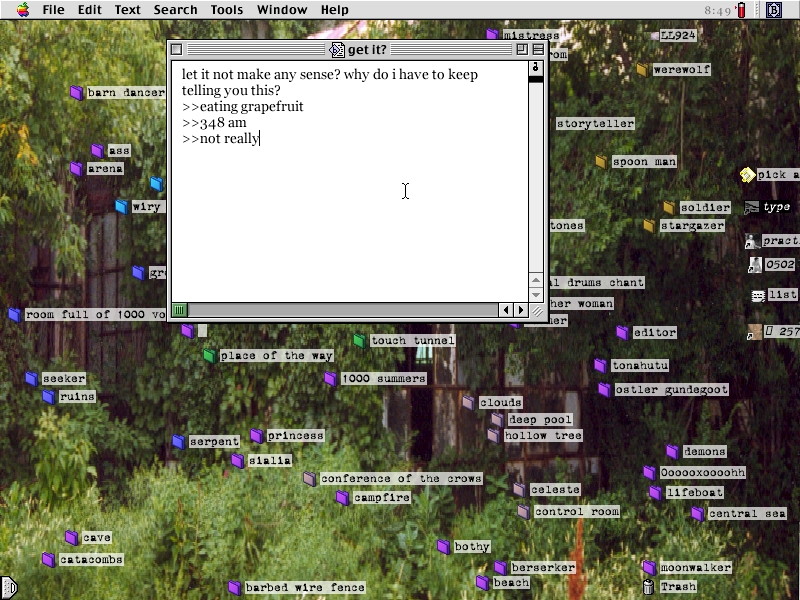 File Edit Text Search Tools Window Help
8:49
get it?
let it not make any sense? why do i have to keep
telling you this?
>>eating grapefruit
>>348 am
>>not really
mistress
LL924
rom
werewolf
barn dancer
storyteller
ass
spoon man
arena
pick a
wiry
soldier
type
tones
stargazer
pract
0502
gre
l drums chant
list
her woman
room full of 1000 vo
mer
257
editor
touch tunnel
place of the way
tonahutu
seeker
1000 summers
ostler gundegoot
ruins
clouds
deep pool
princess
hollow tree
serpent
demons
sialia
Oooooxoooohh
conference of the crows
celeste
lifeboat
campfire
control room
central sea
cave
bothy
catacombs
berserker
moonwalker
beach
barbed wire fence
Trash